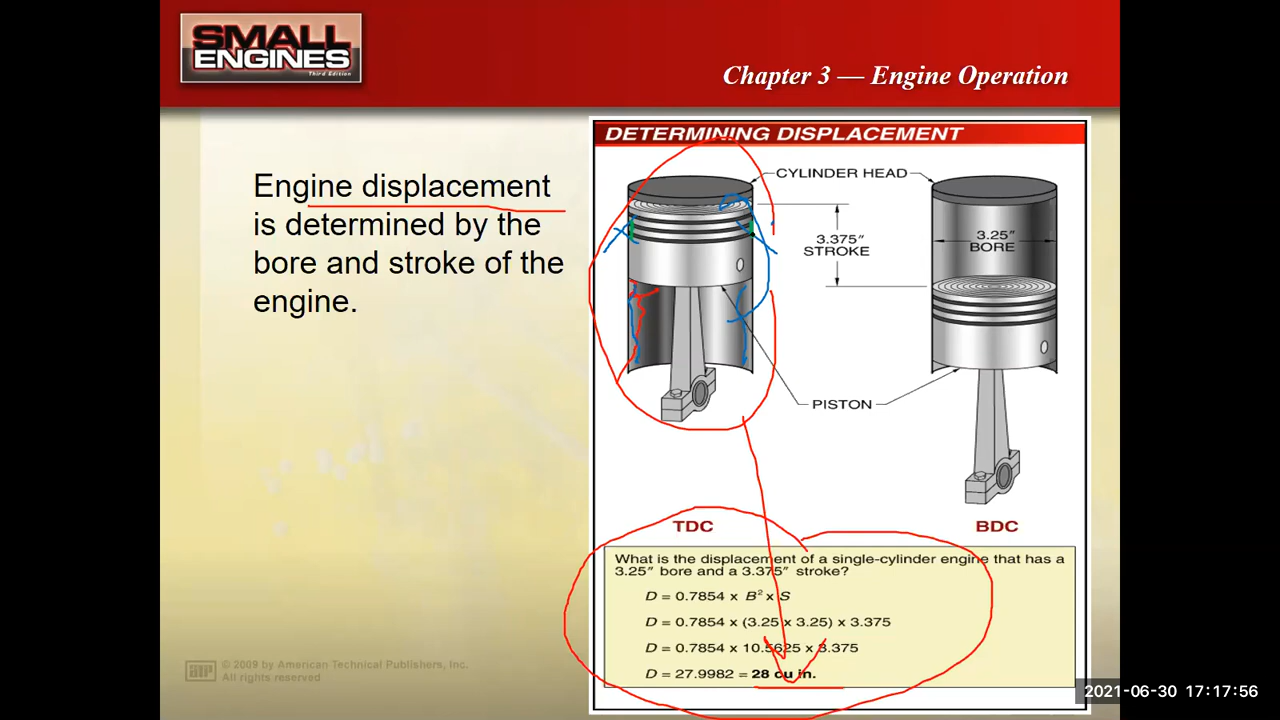 SMALL
ENGINES
Third Edition
Chapter 3 — Engine Operation
Engine displacement
is determined by the
bore and stroke of the
engine.
DETERMINING DISPLACEMENT
CYLINDER HEAD
3.375″
STROKE
3.25″
BORE
PISTON
TDC
BDC
What is the displacement of a single-cylinder engine that has a
3.25″ bore and a 3.375″ stroke?
D = 0.7854 × B² × S
D = 0.7854 × (3.25 × 3.25) × 3.375
D = 0.7854 × 10.5625 × 3.375
D = 27.9982 = 28 cu in.
atp
© 2009 by American Technical Publishers, Inc.
All rights reserved
2021-06-30 17:17:56